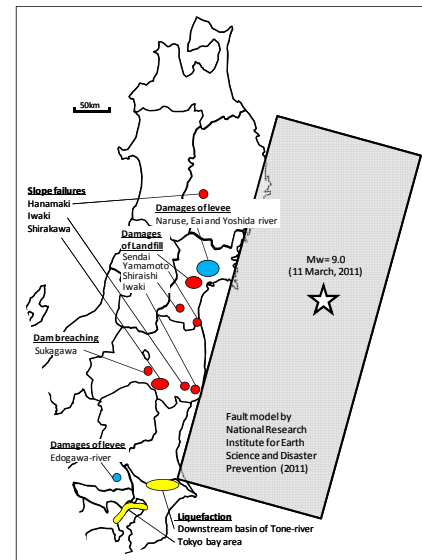 50km
Slope failures
Hanamaki
Iwaki
Shirakawa
Damages of levee
Naruse, Eai and Yoshida river
Damages
of Landfill
Sendai
Yamamoto
Shiraishi
Iwaki
Mw= 9.0
(11 March, 2011)
Dam breaching
Sukagawa
Fault model by
National Research
Institute for Earth
Science and Disaster
Prevention (2011)
Damages of levee
Edogawa-river
Liquefaction
Downstream basin of Tone-river
Tokyo bay area